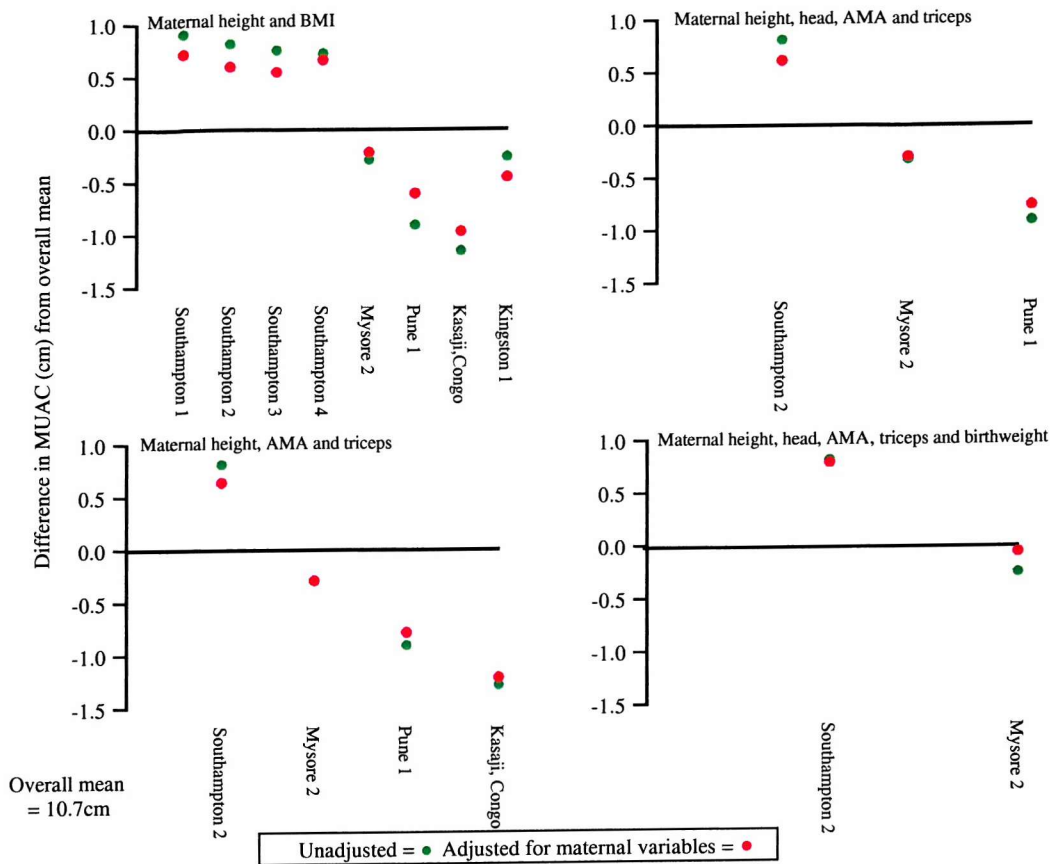 Difference in MUAC (cm) from overall mean
Maternal height and BMI
1.0
0.5
0.0
-0.5
-1.0
-1.5
Southampton 1
Southampton 2
Southampton 3
Southampton 4
Mysore 2
Pune 1
Kasaji,Congo
Kingston 1
Maternal height, head, AMA and triceps
1.0
0.5
0.0
-0.5
-1.0
-1.5
Southampton 2
Mysore 2
Pune 1
Maternal height, AMA and triceps
1.0
0.5
0.0
-0.5
-1.0
-1.5
Southampton 2
Mysore 2
Pune 1
Kasaji, Congo
Maternal height, head, AMA, triceps and birthweight
1.0
0.5
0.0
-0.5
-1.0
-1.5
Southampton 2
Mysore 2
Overall mean
= 10.7cm
Unadjusted = Adjusted for maternal variables =